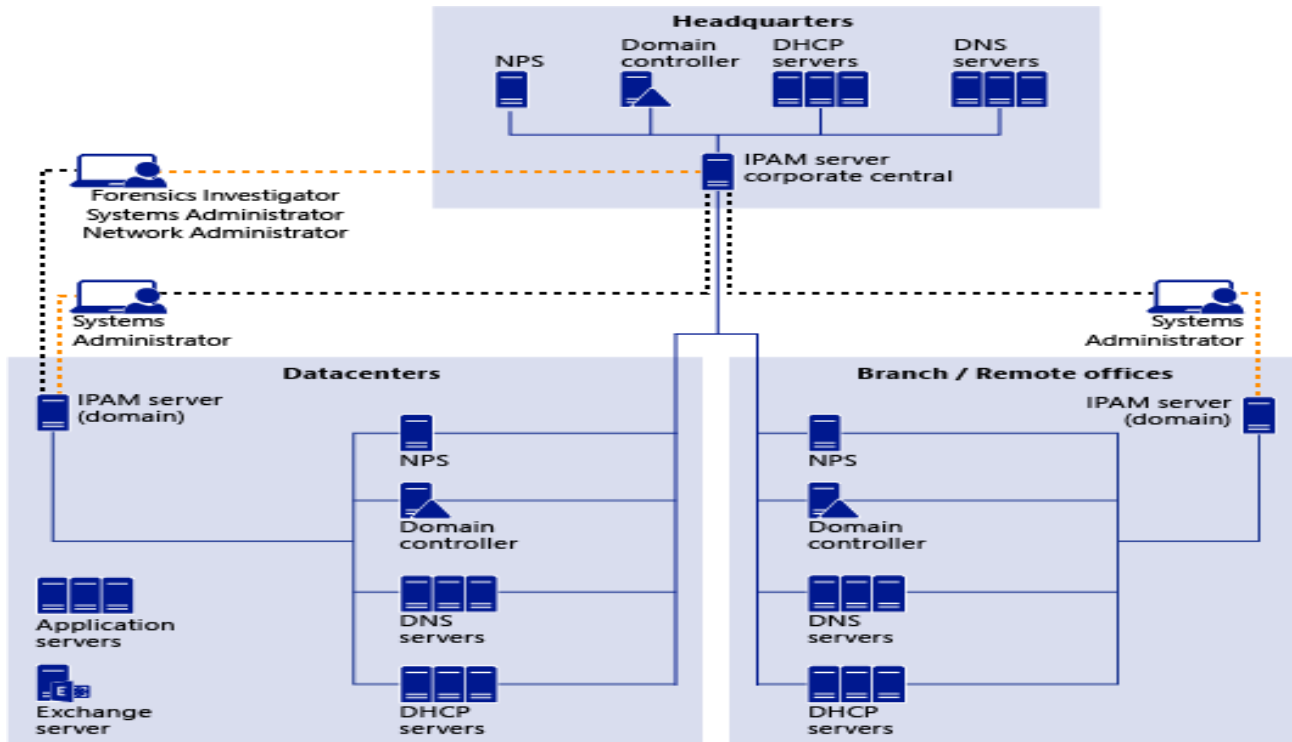 Headquarters
NPS
Domain
controller
DHCP
servers
DNS
servers
IPAM server
corporate central
Forensics Investigator
Systems Administrator
Network Administrator
Systems
Administrator
Systems
Administrator
Datacenters
IPAM server
(domain)
NPS
Domain
controller
DNS
servers
DHCP
servers
Application
servers
E
Exchange
server
Branch / Remote offices
IPAM server
(domain)
NPS
Domain
controller
DNS
servers
DHCP
servers